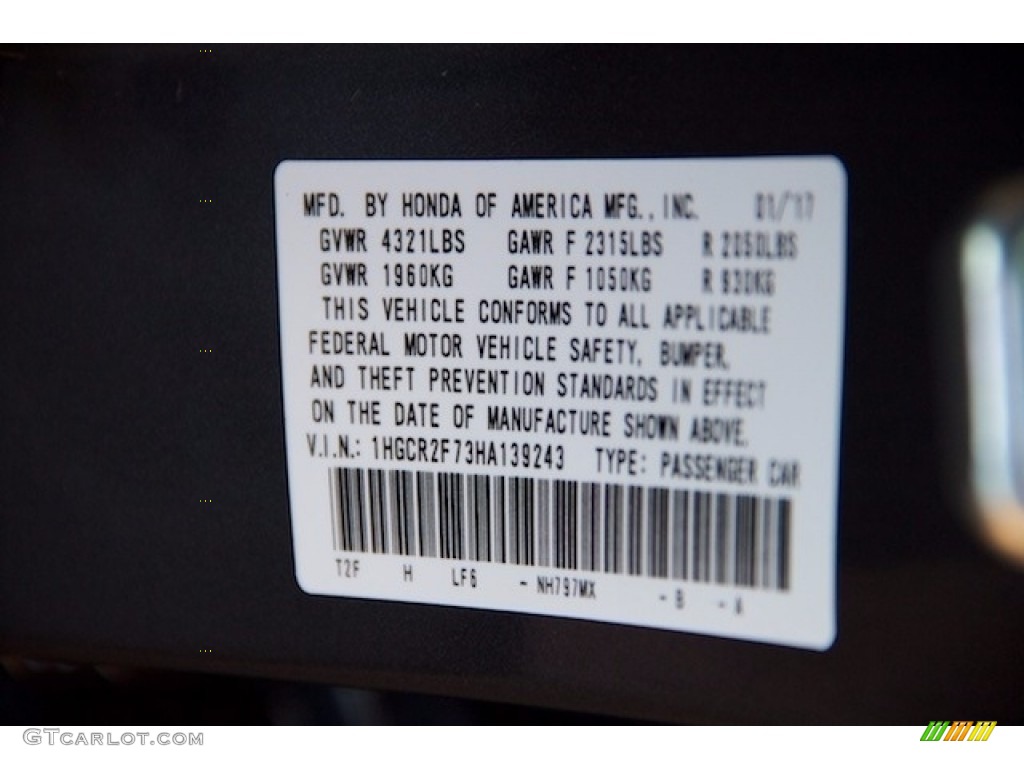 MFD. BY HONDA OF AMERICA MFG., INC. 01/17
GVWR 4321LBS GAWR F 2315LBS R 2050LBS
GVWR 1960KG GAWR F 1050KG R 930KG
THIS VEHICLE CONFORMS TO ALL APPLICABLE
FEDERAL MOTOR VEHICLE SAFETY, BUMPER,
AND THEFT PREVENTION STANDARDS IN EFFECT
ON THE DATE OF MANUFACTURE SHOWN ABOVE.
V.I.N.: 1HGCR2F73HA139243 TYPE: PASSENGER CAR
T2F H LF6 - NH797MX - B - A
GTCARLOT.COM